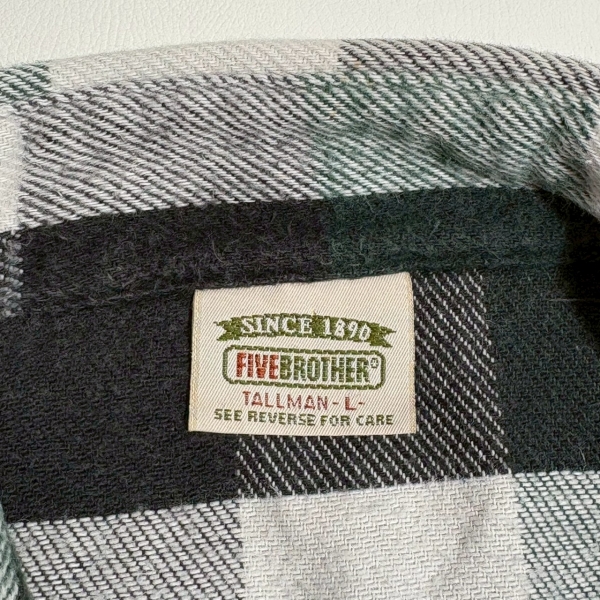 SINCE 1890
FIVEBROTHER®
TALLMAN - L -
SEE REVERSE FOR CARE